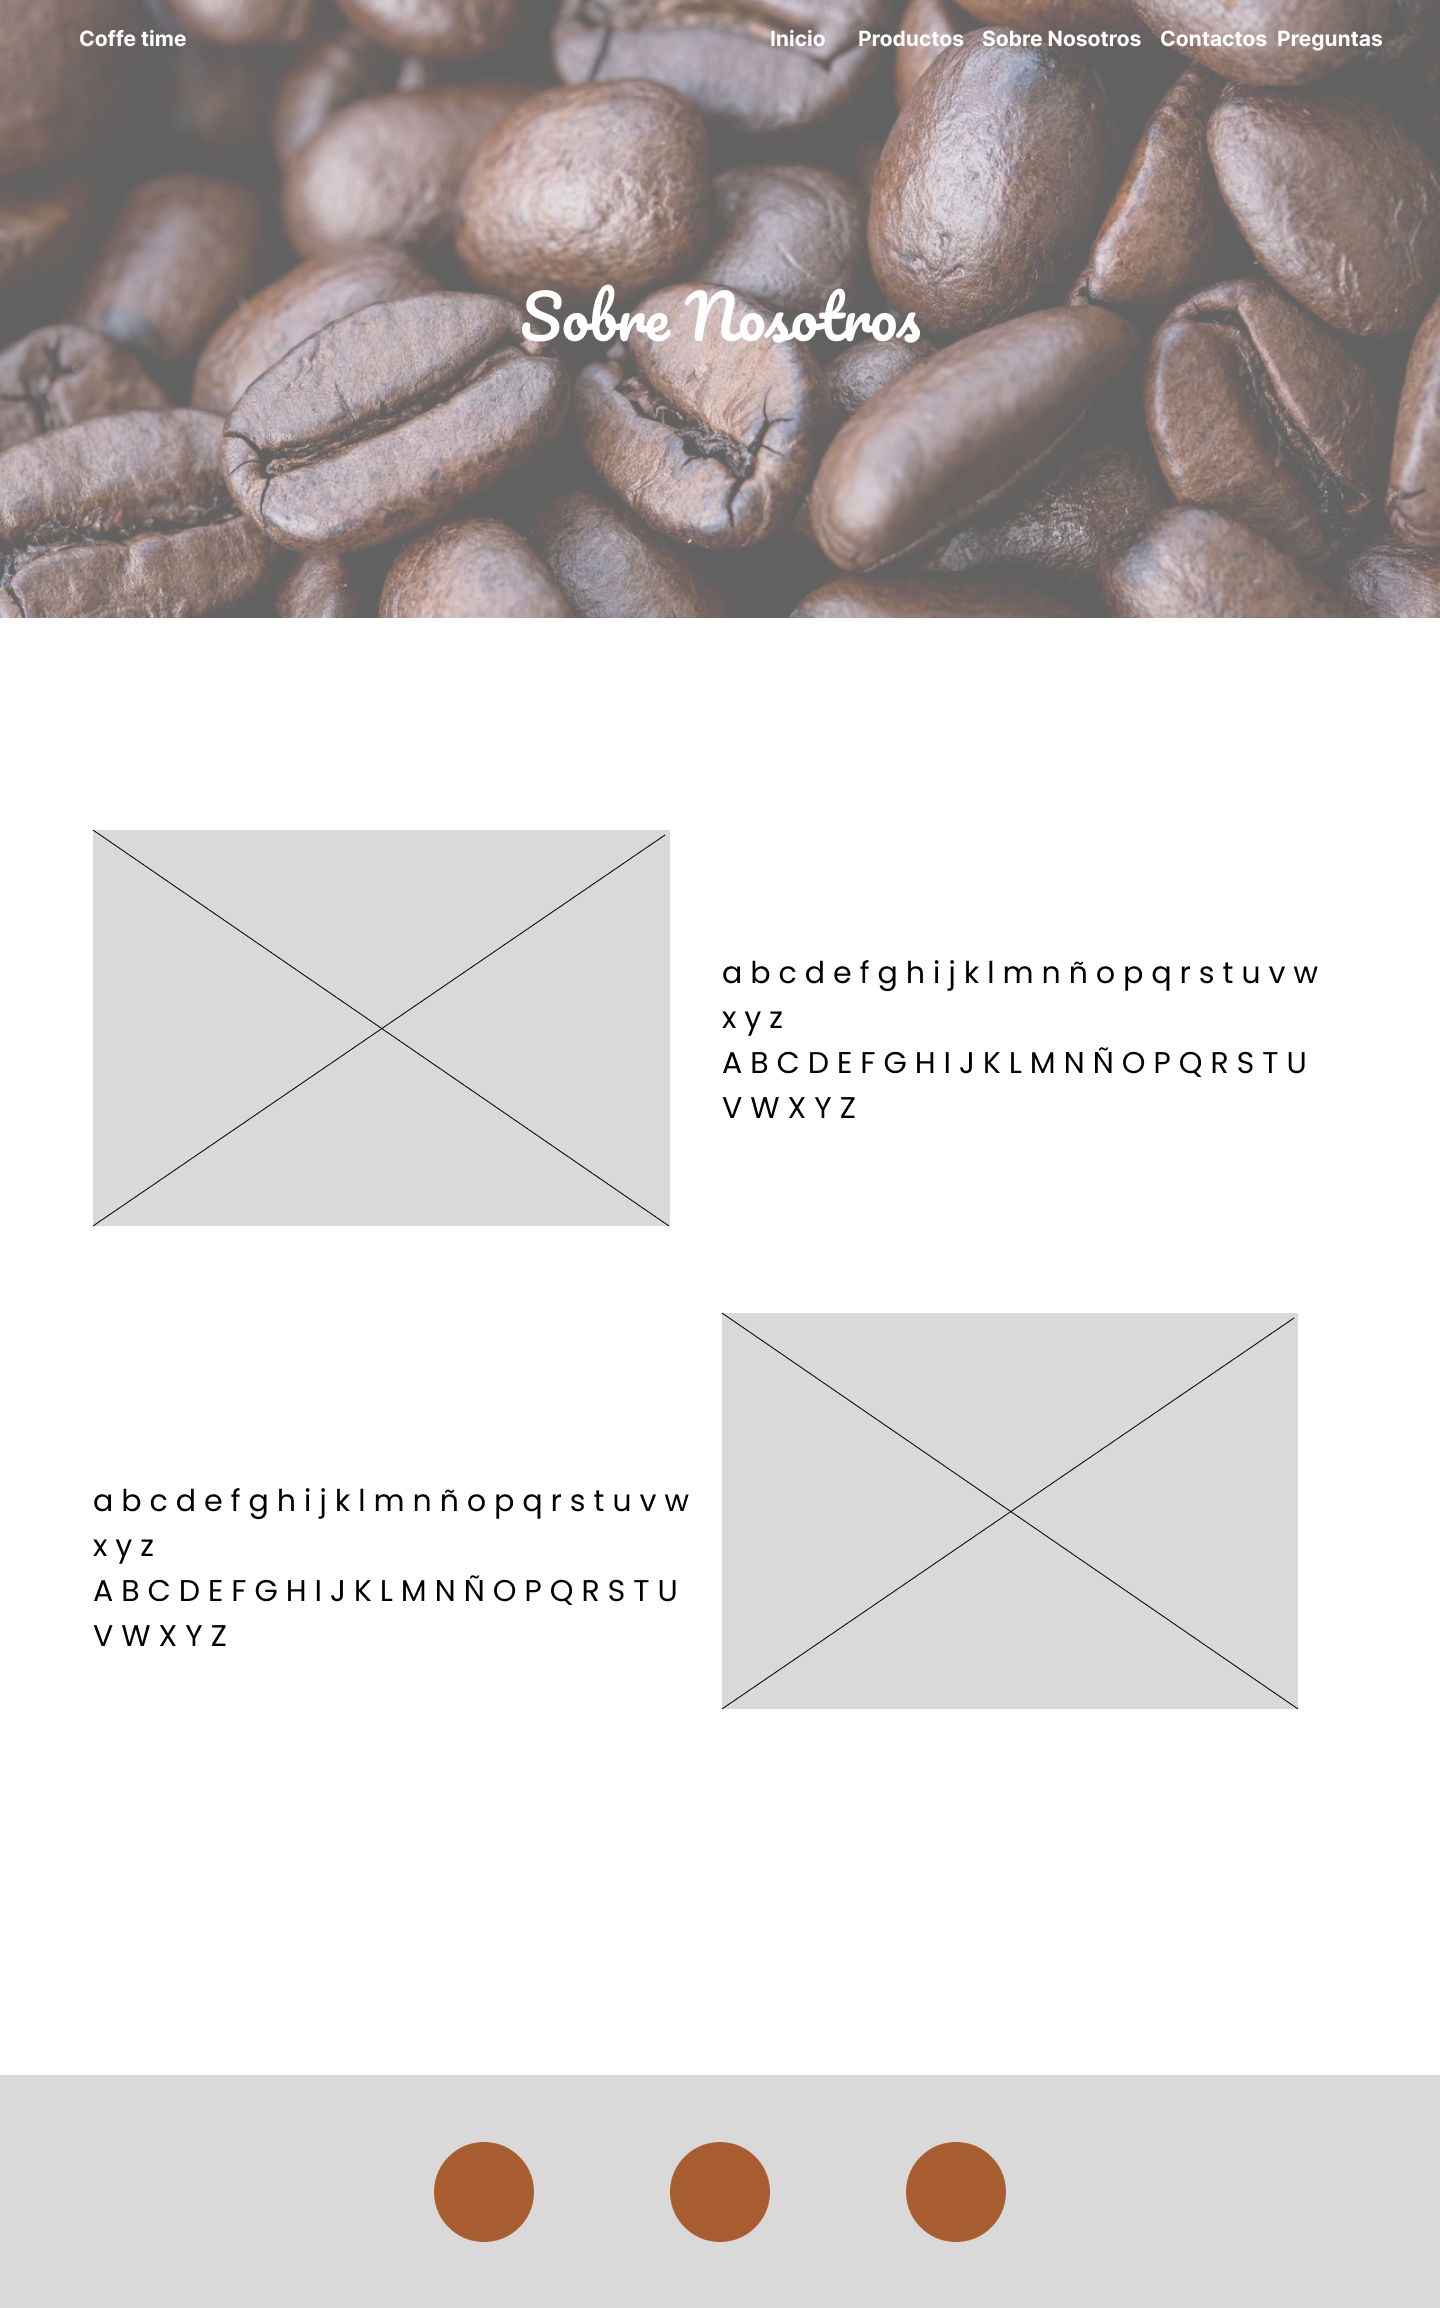 Coffe time Inicio Productos Sobre Nosotros Contactos Preguntas
Sobre Nosotros
a b c d e f g h i j k l m n ñ o p q r s t u v w
x y z
A B C D E F G H I J K L M N Ñ O P Q R S T U
V W X Y Z
a b c d e f g h i j k l m n ñ o p q r s t u v w
x y z
A B C D E F G H I J K L M N Ñ O P Q R S T U
V W X Y Z